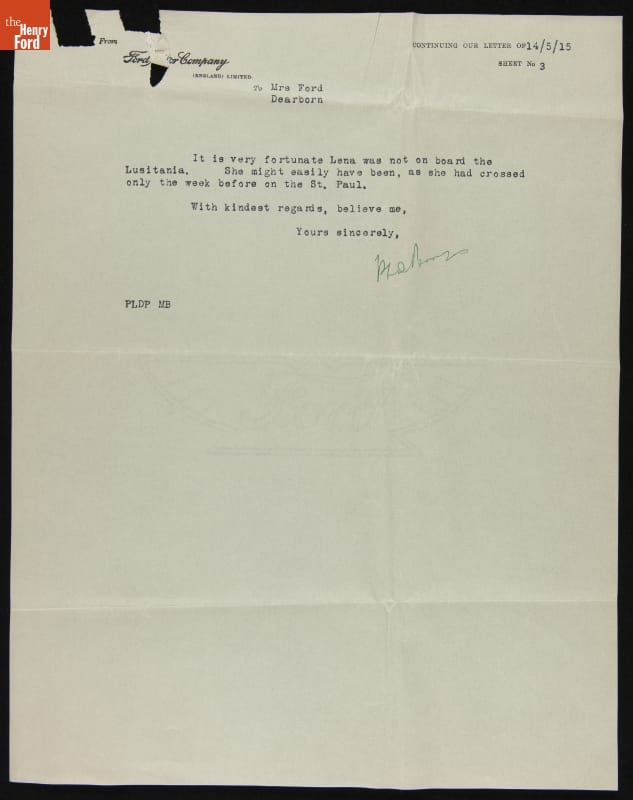 the
Henry
Ford
From
CONTINUING OUR LETTER OF 14/5/15
Ford Company
SHEET No 3
(ENGLAND) LIMITED.
To Mrs Ford
Dearborn
It is very fortunate Lena was not on board the
Lusitania. She might easily have been, as she had crossed
only the week before on the St. Paul.
With kindest regards, believe me,
Yours sincerely,
PLDP MB